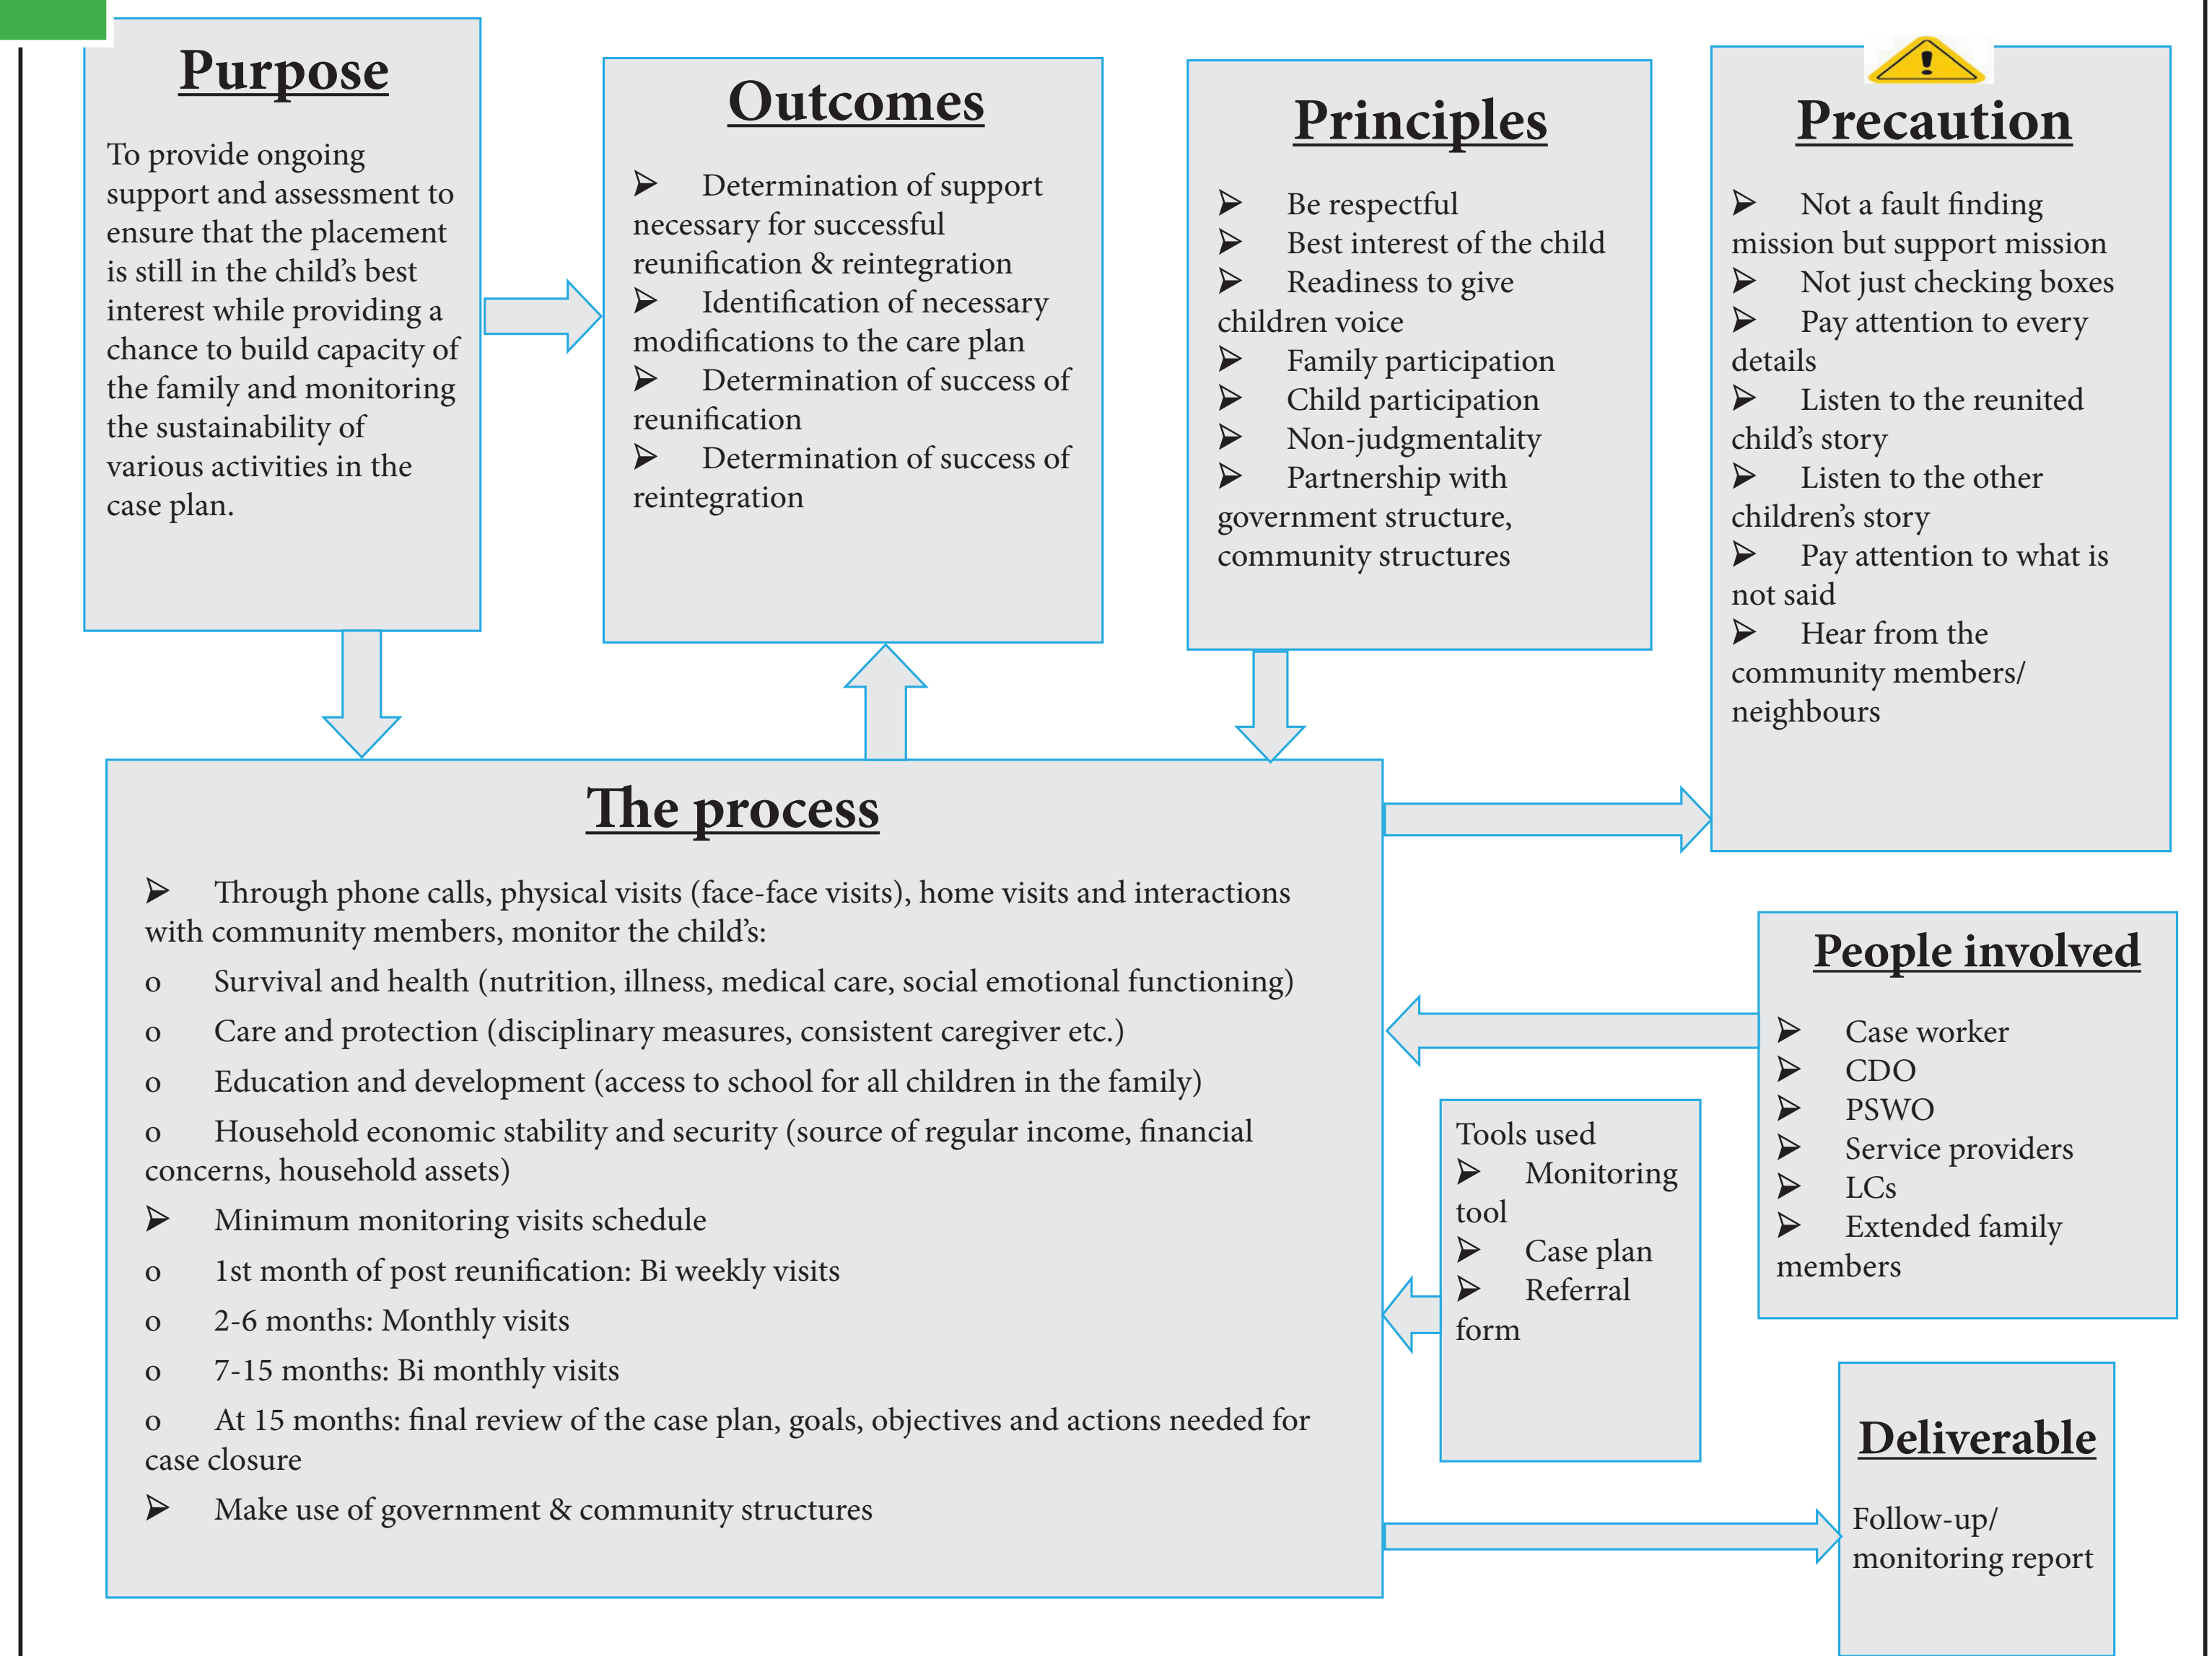 Purpose
To provide ongoing
support and assessment to
ensure that the placement
is still in the child’s best
interest while providing a
chance to build capacity of
the family and monitoring
the sustainability of
various activities in the
case plan.
Outcomes
➢ Determination of support
necessary for successful
reunification & reintegration
➢ Identification of necessary
modifications to the care plan
➢ Determination of success of
reunification
➢ Determination of success of
reintegration
Principles
➢ Be respectful
➢ Best interest of the child
➢ Readiness to give
children voice
➢ Family participation
➢ Child participation
➢ Non-judgmentality
➢ Partnership with
government structure,
community structures
Precaution
➢ Not a fault finding
mission but support mission
➢ Not just checking boxes
➢ Pay attention to every
details
➢ Listen to the reunited
child’s story
➢ Listen to the other
children’s story
➢ Pay attention to what is
not said
➢ Hear from the
community members/
neighbours
The process
➢ Through phone calls, physical visits (face-face visits), home visits and interactions
with community members, monitor the child’s:
o Survival and health (nutrition, illness, medical care, social emotional functioning)
o Care and protection (disciplinary measures, consistent caregiver etc.)
o Education and development (access to school for all children in the family)
o Household economic stability and security (source of regular income, financial
concerns, household assets)
➢ Minimum monitoring visits schedule
o 1st month of post reunification: Bi weekly visits
o 2-6 months: Monthly visits
o 7-15 months: Bi monthly visits
o At 15 months: final review of the case plan, goals, objectives and actions needed for
case closure
➢ Make use of government & community structures
People involved
➢ Case worker
➢ CDO
➢ PSWO
➢ Service providers
➢ LCs
➢ Extended family
members
Tools used
➢ Monitoring
tool
➢ Case plan
➢ Referral
form
Deliverable
Follow-up/
monitoring report